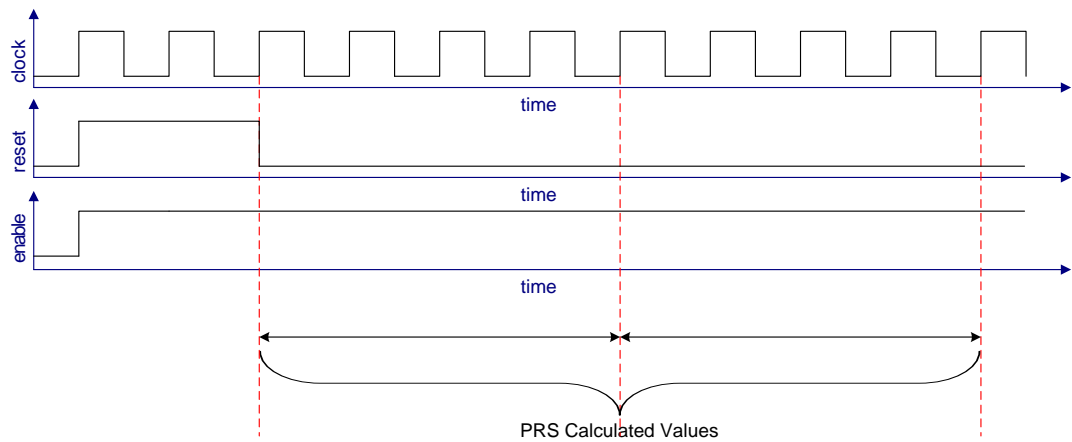 clock
time
reset
time
enable
time
PRS Calculated Values